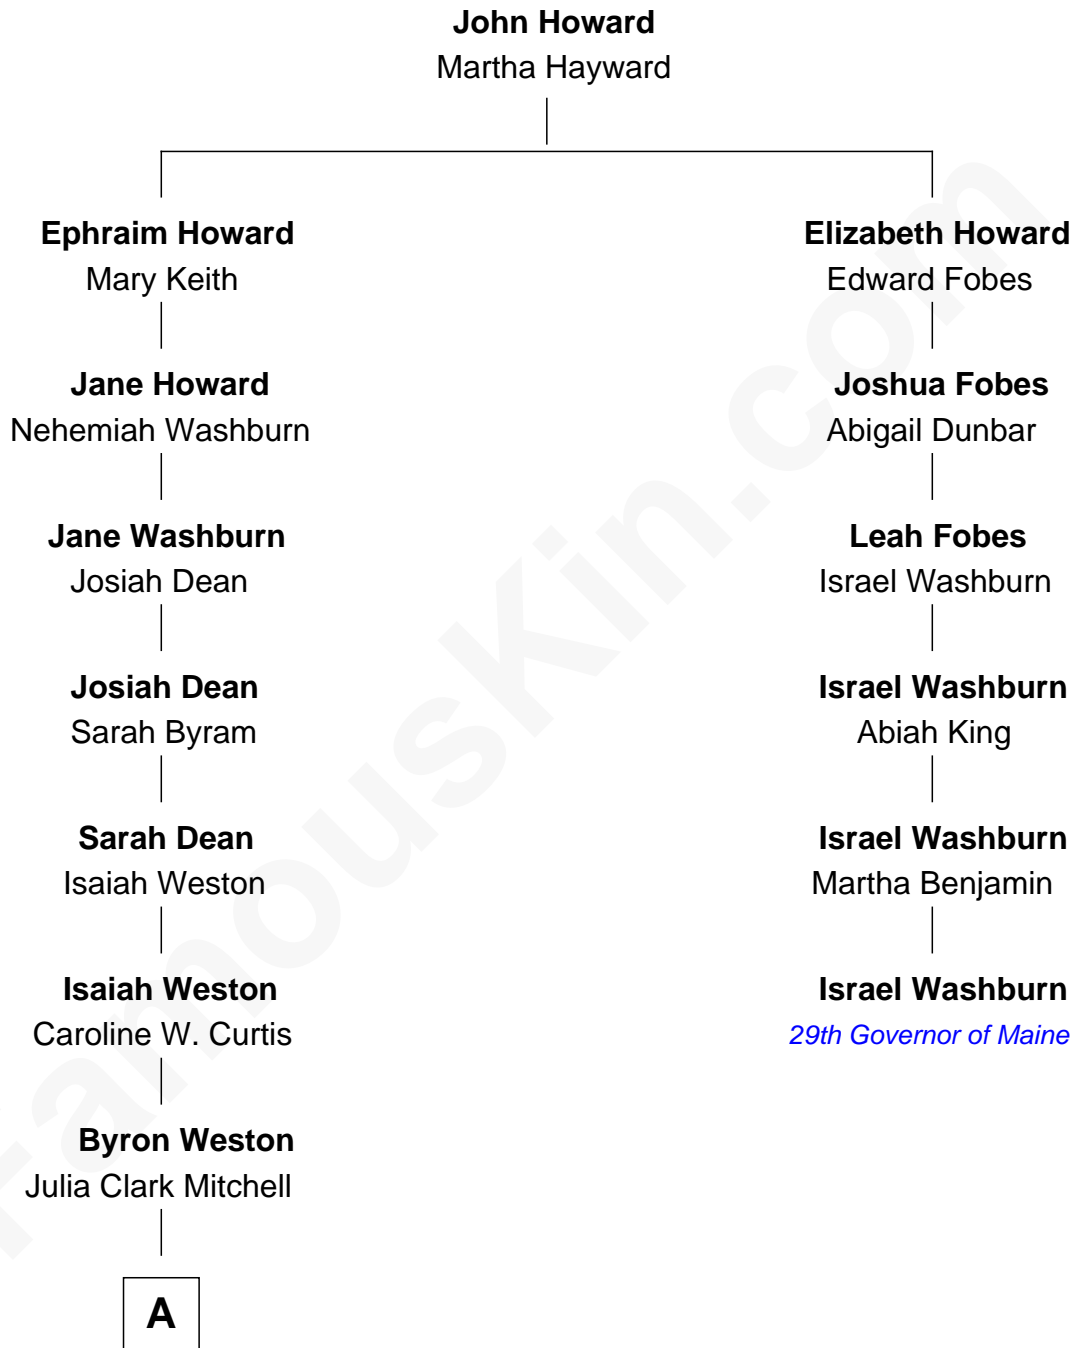 John Howard
Martha Hayward
Ephraim Howard
Mary Keith
Elizabeth Howard
Edward Fobes
Jane Howard
Nehemiah Washburn
Joshua Fobes
Abigail Dunbar
Jane Washburn
Josiah Dean
Leah Fobes
Israel Washburn
Josiah Dean
Sarah Byram
Israel Washburn
Abiah King
Sarah Dean
Isaiah Weston
Israel Washburn
Martha Benjamin
Isaiah Weston
Caroline W. Curtis
Israel Washburn
29th Governor of Maine
Byron Weston
Julia Clark Mitchell
A
FamousKin.com